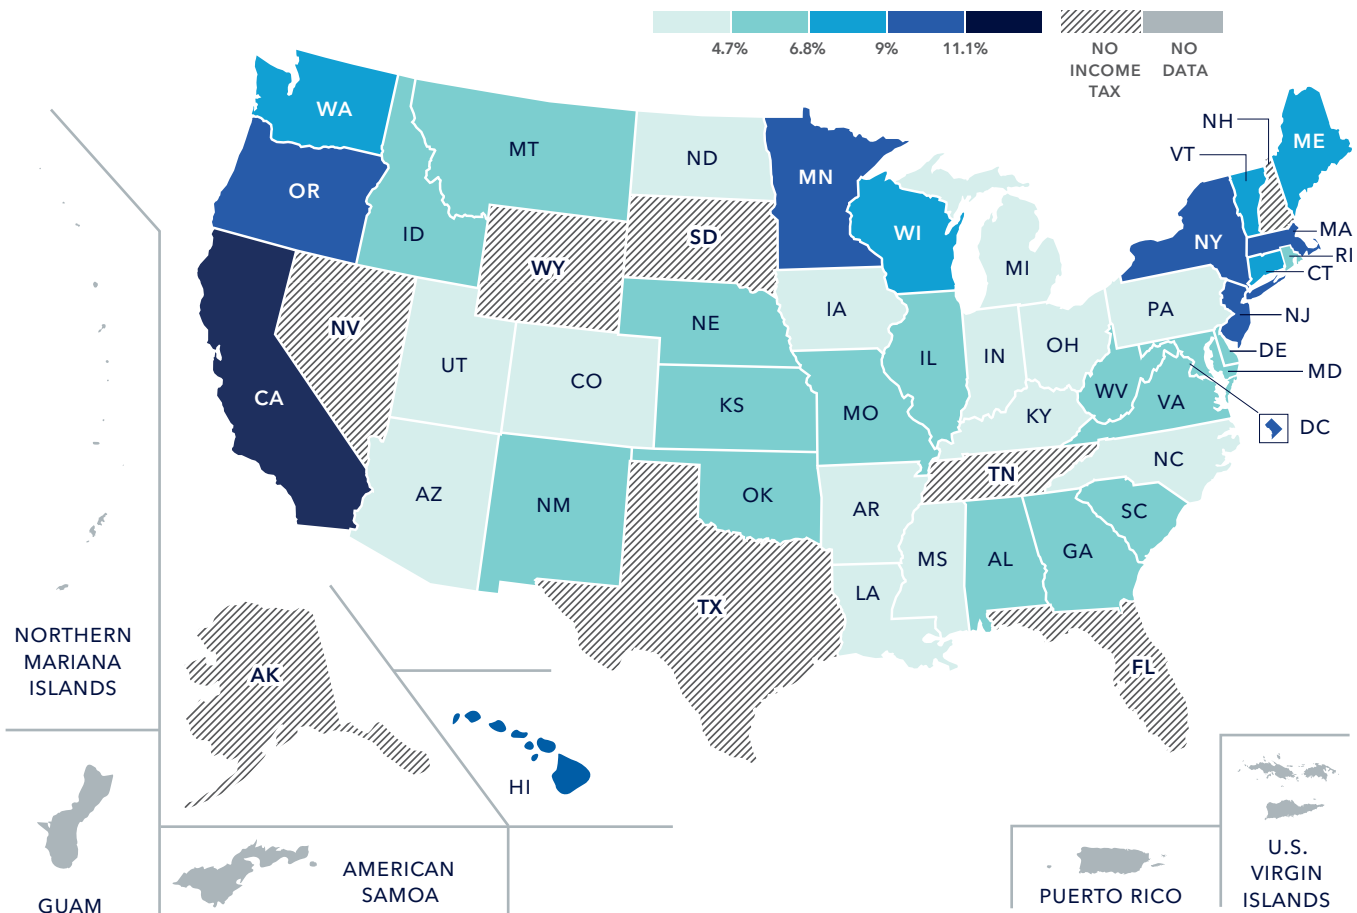 4.7%
6.8%
9%
11.1%
NO
INCOME
TAX
NO
DATA
WA
OR
CA
MT
ID
NV
WY
UT
AZ
ND
SD
NE
CO
KS
NM
OK
TX
MN
IA
MO
AR
LA
WI
IL
MI
IN
OH
KY
TN
MS
AL
GA
FL
SC
NC
VA
WV
PA
NY
VT
NH
ME
MA
RI
CT
NJ
DE
MD
DC
AK
HI
NORTHERN
MARIANA
ISLANDS
GUAM
AMERICAN
SAMOA
PUERTO RICO
U.S.
VIRGIN
ISLANDS